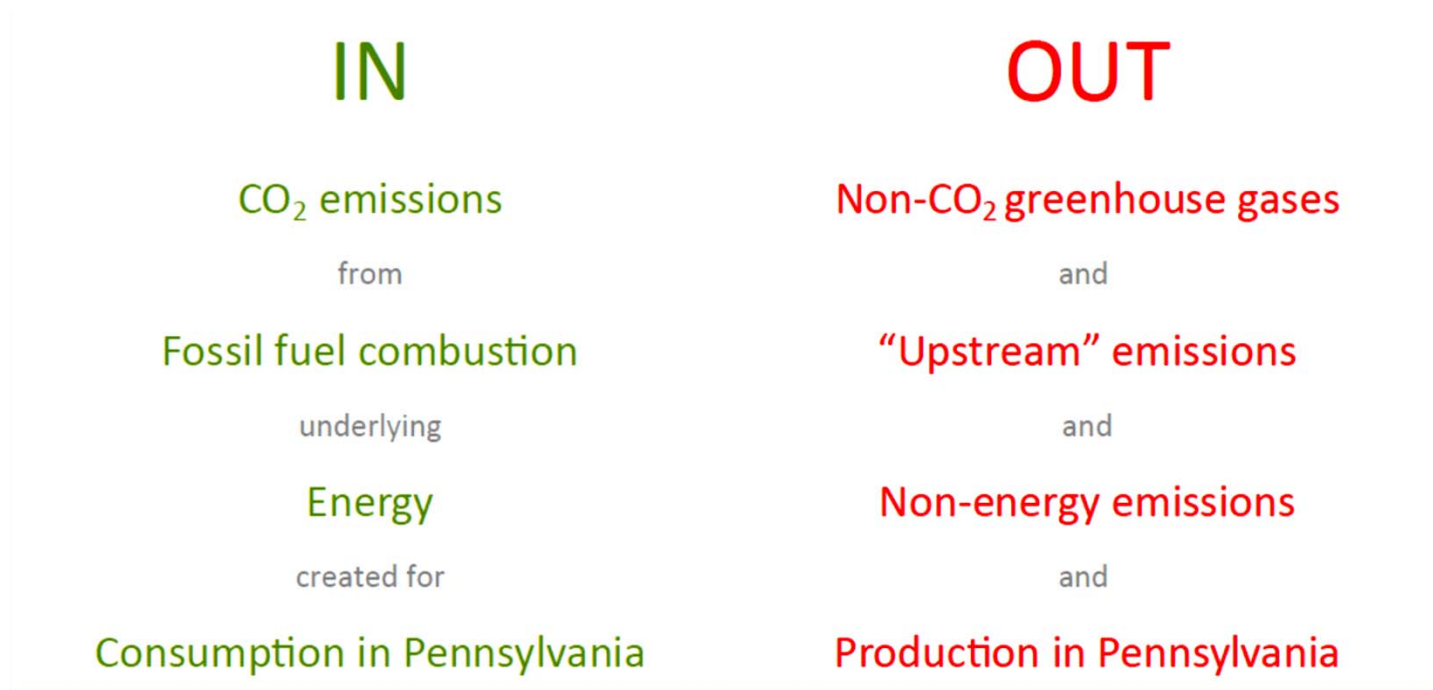 IN
CO₂ emissions
from
Fossil fuel combustion
underlying
Energy
created for
Consumption in Pennsylvania
OUT
Non-CO₂ greenhouse gases
and
“Upstream” emissions
and
Non-energy emissions
and
Production in Pennsylvania